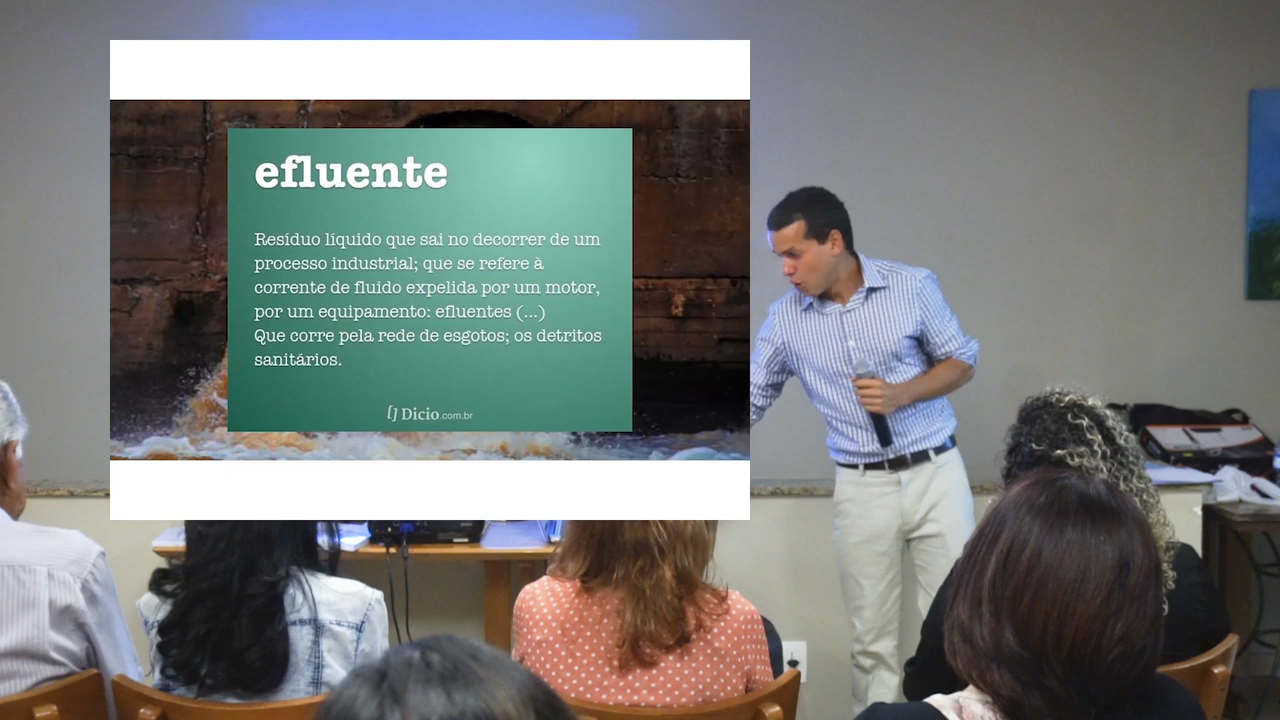 efluente
Resíduo líquido que sai no decorrer de um
processo industrial; que se refere à
corrente de fluido expelida por um motor,
por um equipamento: efluentes (...)
Que corre pela rede de esgotos; os detritos
sanitários.
Dicio.com.br